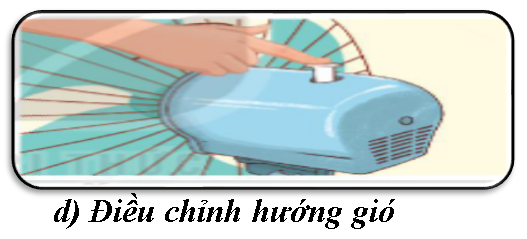 d) Điều chỉnh hướng gió